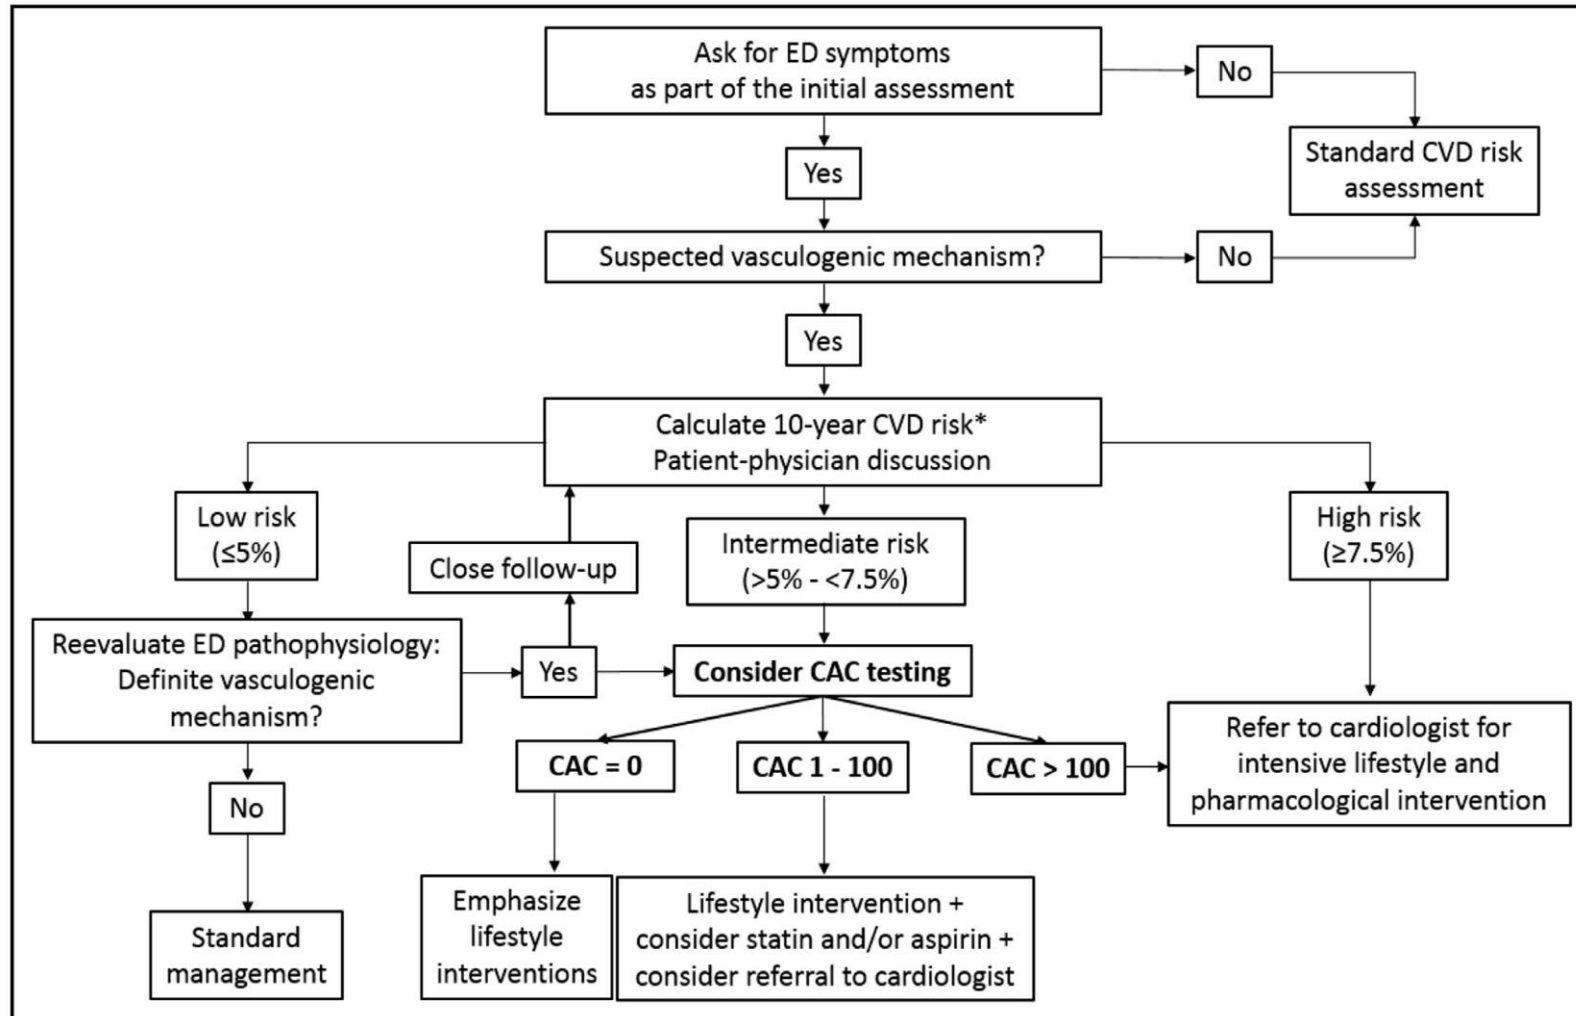 Ask for ED symptoms
as part of the initial assessment
No
Standard CVD risk
assessment
Yes
Suspected vasculogenic mechanism?
No
Yes
Calculate 10-year CVD risk*
Patient-physician discussion
Low risk
(≤5%)
Close follow-up
Intermediate risk
(>5% - <7.5%)
High risk
(≥7.5%)
Reevaluate ED pathophysiology:
Definite vasculogenic
mechanism?
Yes
Consider CAC testing
CAC = 0
CAC 1 - 100
CAC > 100
Refer to cardiologist for
intensive lifestyle and
pharmacological intervention
No
Standard
management
Emphasize
lifestyle
interventions
Lifestyle intervention +
consider statin and/or aspirin +
consider referral to cardiologist